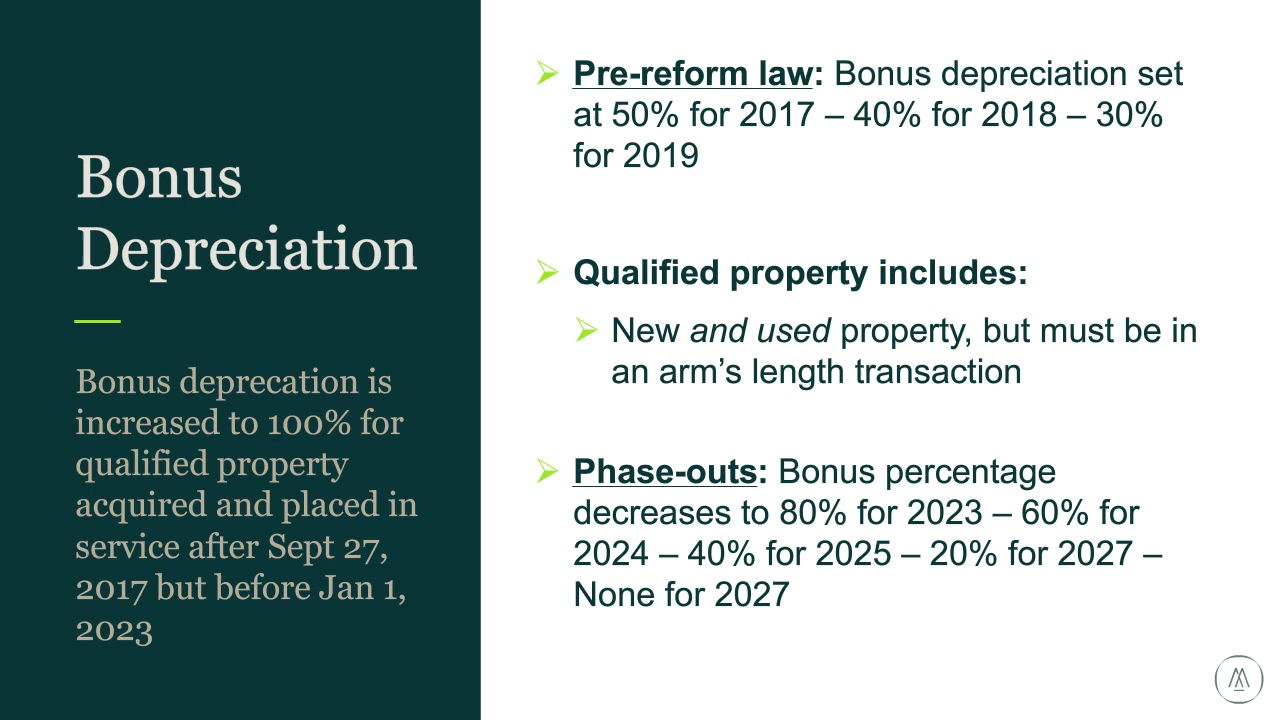 Bonus
Depreciation
Bonus deprecation is
increased to 100% for
qualified property
acquired and placed in
service after Sept 27,
2017 but before Jan 1,
2023
➢ Pre-reform law: Bonus depreciation set
at 50% for 2017 – 40% for 2018 – 30%
for 2019
➢ Qualified property includes:
➢ New and used property, but must be in
an arm’s length transaction
➢ Phase-outs: Bonus percentage
decreases to 80% for 2023 – 60% for
2024 – 40% for 2025 – 20% for 2027 –
None for 2027